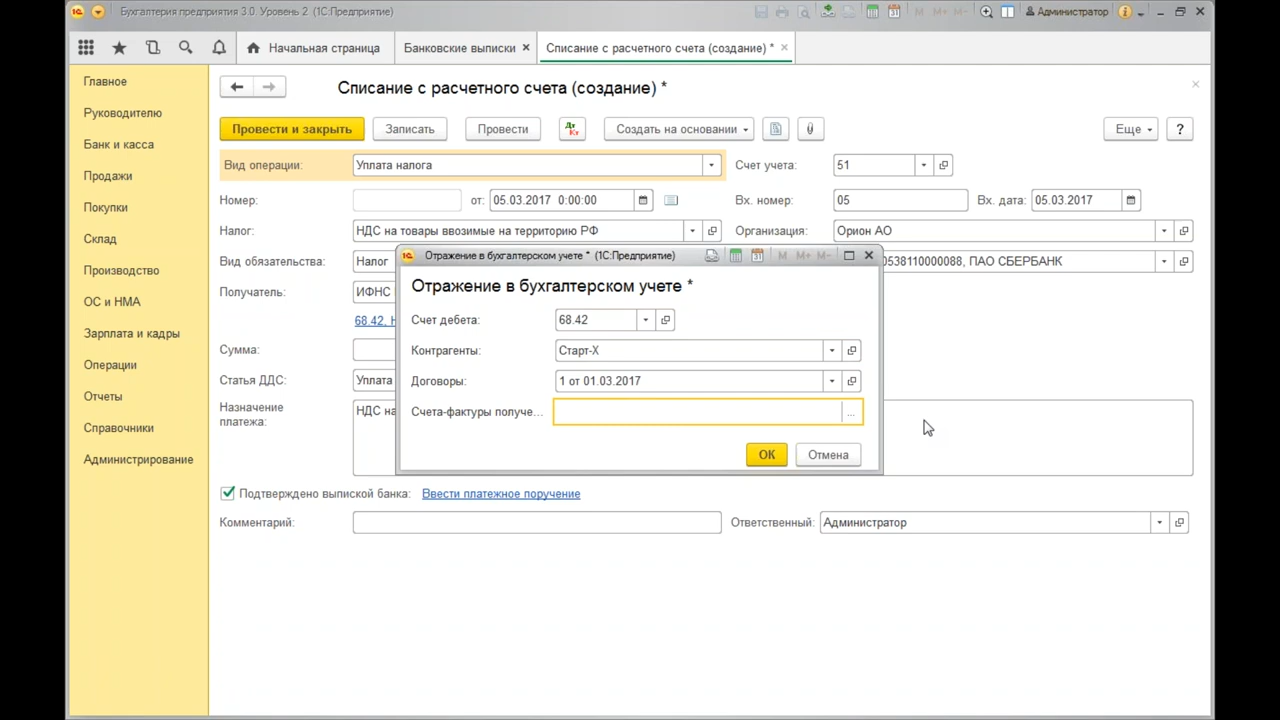 Бухгалтерия предприятия 3.0. Уровень 2 (1С:Предприятие)
M M+ M- Администратор
Начальная страница Банковские выписки × Списание с расчетного счета (создание) * ×
Главное
Руководителю
Банк и касса
Продажи
Покупки
Склад
Производство
ОС и НМА
Зарплата и кадры
Операции
Отчеты
Справочники
Администрирование
Списание с расчетного счета (создание) *
Провести и закрыть Записать Провести Дт Кт Создать на основании Еще ?
Вид операции: Уплата налога Счет учета: 51
Номер: от: 05.03.2017 0:00:00 Вх. номер: 05 Вх. дата: 05.03.2017
Налог: НДС на товары ввозимые на территорию РФ Организация: Орион АО
Вид обязательства: Налог 0538110000088, ПАО СБЕРБАНК
Получатель: ИФНС
68.42, Н
Сумма:
Статья ДДС: Уплата
Назначение платежа: НДС на
Подтверждено выпиской банка: Ввести платежное поручение
Комментарий: Ответственный: Администратор
Отражение в бухгалтерском учете * (1С:Предприятие) M M+ M-
Отражение в бухгалтерском учете *
Счет дебета: 68.42
Контрагенты: Старт-Х
Договоры: 1 от 01.03.2017
Счета-фактуры получе... ...
ОК Отмена